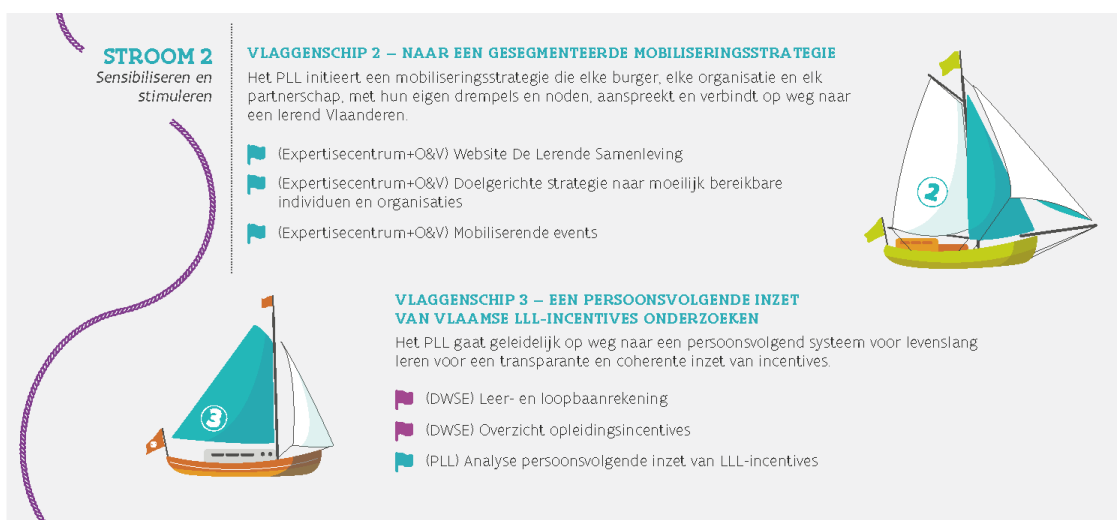 STROOM 2
Sensibiliseren en
stimuleren
VLAGGENSCHIP 2 – NAAR EEN GESEGMENTEERDE MOBILISERINGSSTRATEGIE
Het PLL initieert een mobiliseringsstrategie die elke burger, elke organisatie en elk
partnerschap, met hun eigen drempels en noden, aanspreekt en verbindt op weg naar
een lerend Vlaanderen.
(Expertisecentrum+O&V) Website De Lerende Samenleving
(Expertisecentrum+O&V) Doelgerichte strategie naar moeilijk bereikbare
individuen en organisaties
(Expertisecentrum+O&V) Mobiliserende events
2
VLAGGENSCHIP 3 – EEN PERSOONSVOLGENDE INZET
VAN VLAAMSE LLL-INCENTIVES ONDERZOEKEN
Het PLL gaat geleidelijk op weg naar een persoonsvolgend systeem voor levenslang
leren voor een transparante en coherente inzet van incentives.
(DWSE) Leer- en loopbaanrekening
(DWSE) Overzicht opleidingsincentives
(PLL) Analyse persoonsvolgende inzet van LLL-incentives
3